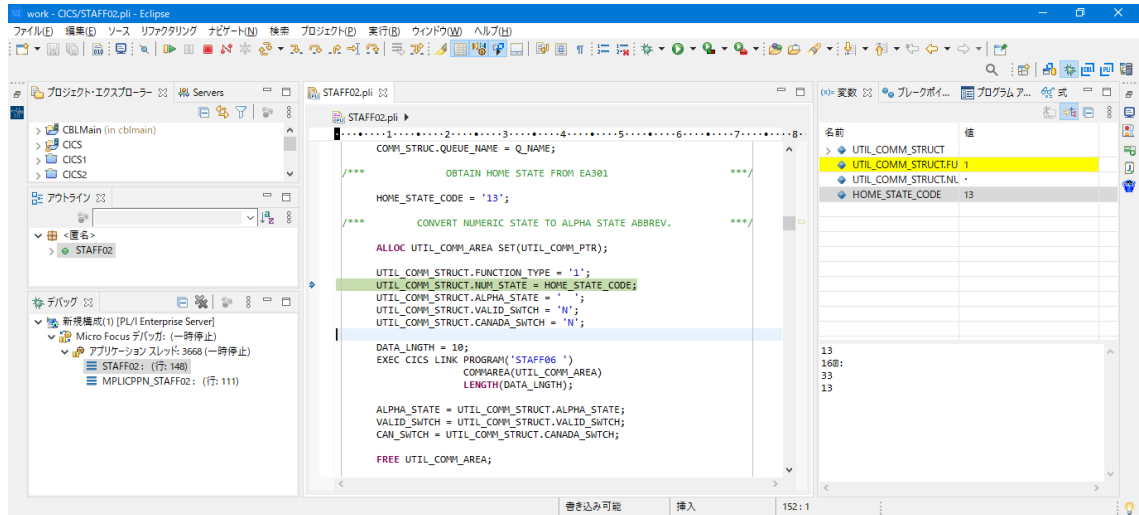 work - CICS/STAFF02.pli - Eclipse
ファイル(F) 編集(E) ソース リファクタリング ナビゲート(N) 検索 プロジェクト(P) 実行(R) ウィンドウ(W) ヘルプ(H)
プロジェクト・エクスプローラー Servers
CBLMain (in cblmain)
CICS
CICS1
CICS2
アウトライン
<匿名>
STAFF02
デバッグ
新規構成(1) [PL/I Enterprise Server]
Micro Focus デバッガ: (一時停止)
アプリケーション スレッド: 3668 (一時停止)
STAFF02 : (行: 148)
MPLICPPN_STAFF02 : (行: 111)
STAFF02.pli
STAFF02.pli
COMM_STRUC.QUEUE_NAME = Q_NAME;
/*** OBTAIN HOME STATE FROM EA301 ***/
HOME_STATE_CODE = '13';
/*** CONVERT NUMERIC STATE TO ALPHA STATE ABBREV. ***/
ALLOC UTIL_COMM_AREA SET(UTIL_COMM_PTR);
UTIL_COMM_STRUCT.FUNCTION_TYPE = '1';
UTIL_COMM_STRUCT.NUM_STATE = HOME_STATE_CODE;
UTIL_COMM_STRUCT.ALPHA_STATE = '  ';
UTIL_COMM_STRUCT.VALID_SWTCH = 'N';
UTIL_COMM_STRUCT.CANADA_SWTCH = 'N';
DATA_LNGTH = 10;
EXEC CICS LINK PROGRAM('STAFF06 ')
COMMAREA(UTIL_COMM_AREA)
LENGTH(DATA_LNGTH);
ALPHA_STATE = UTIL_COMM_STRUCT.ALPHA_STATE;
VALID_SWTCH = UTIL_COMM_STRUCT.VALID_SWTCH;
CAN_SWTCH = UTIL_COMM_STRUCT.CANADA_SWTCH;
FREE UTIL_COMM_AREA;
変数 ブレークポイ... プログラム ア... 式
名前 値
UTIL_COMM_STRUCT
UTIL_COMM_STRUCT.FU 1
UTIL_COMM_STRUCT.NU
HOME_STATE_CODE 13
13
16進:
33
13
書き込み可能 挿入 152 : 1